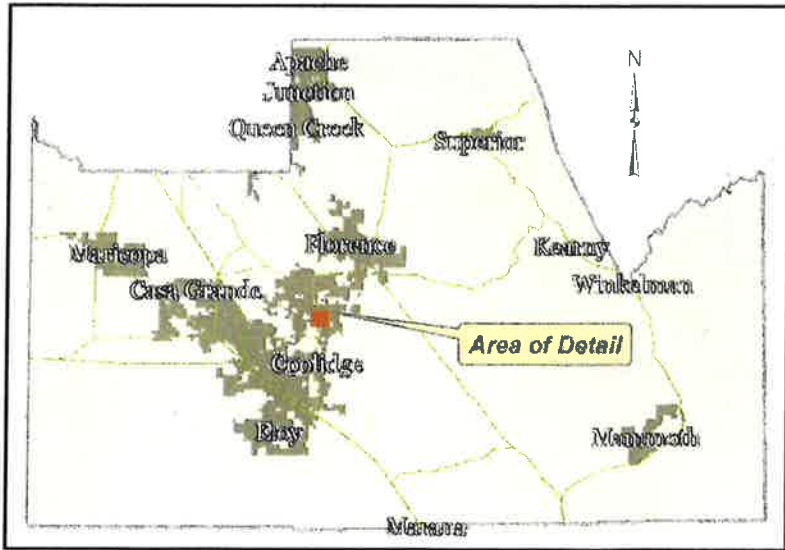 Apache
Junction
Queen Creek
N
Superior
Florence
Maricopa
Kearny
Casa Grande
Winkelman
Area of Detail
Coolidge
Eloy
Mammoth
Marana